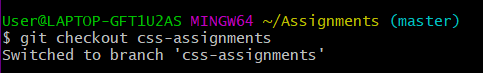 User@LAPTOP-GFT1U2AS MINGW64 ~/Assignments (master)
$ git checkout css-assignments
Switched to branch 'css-assignments'